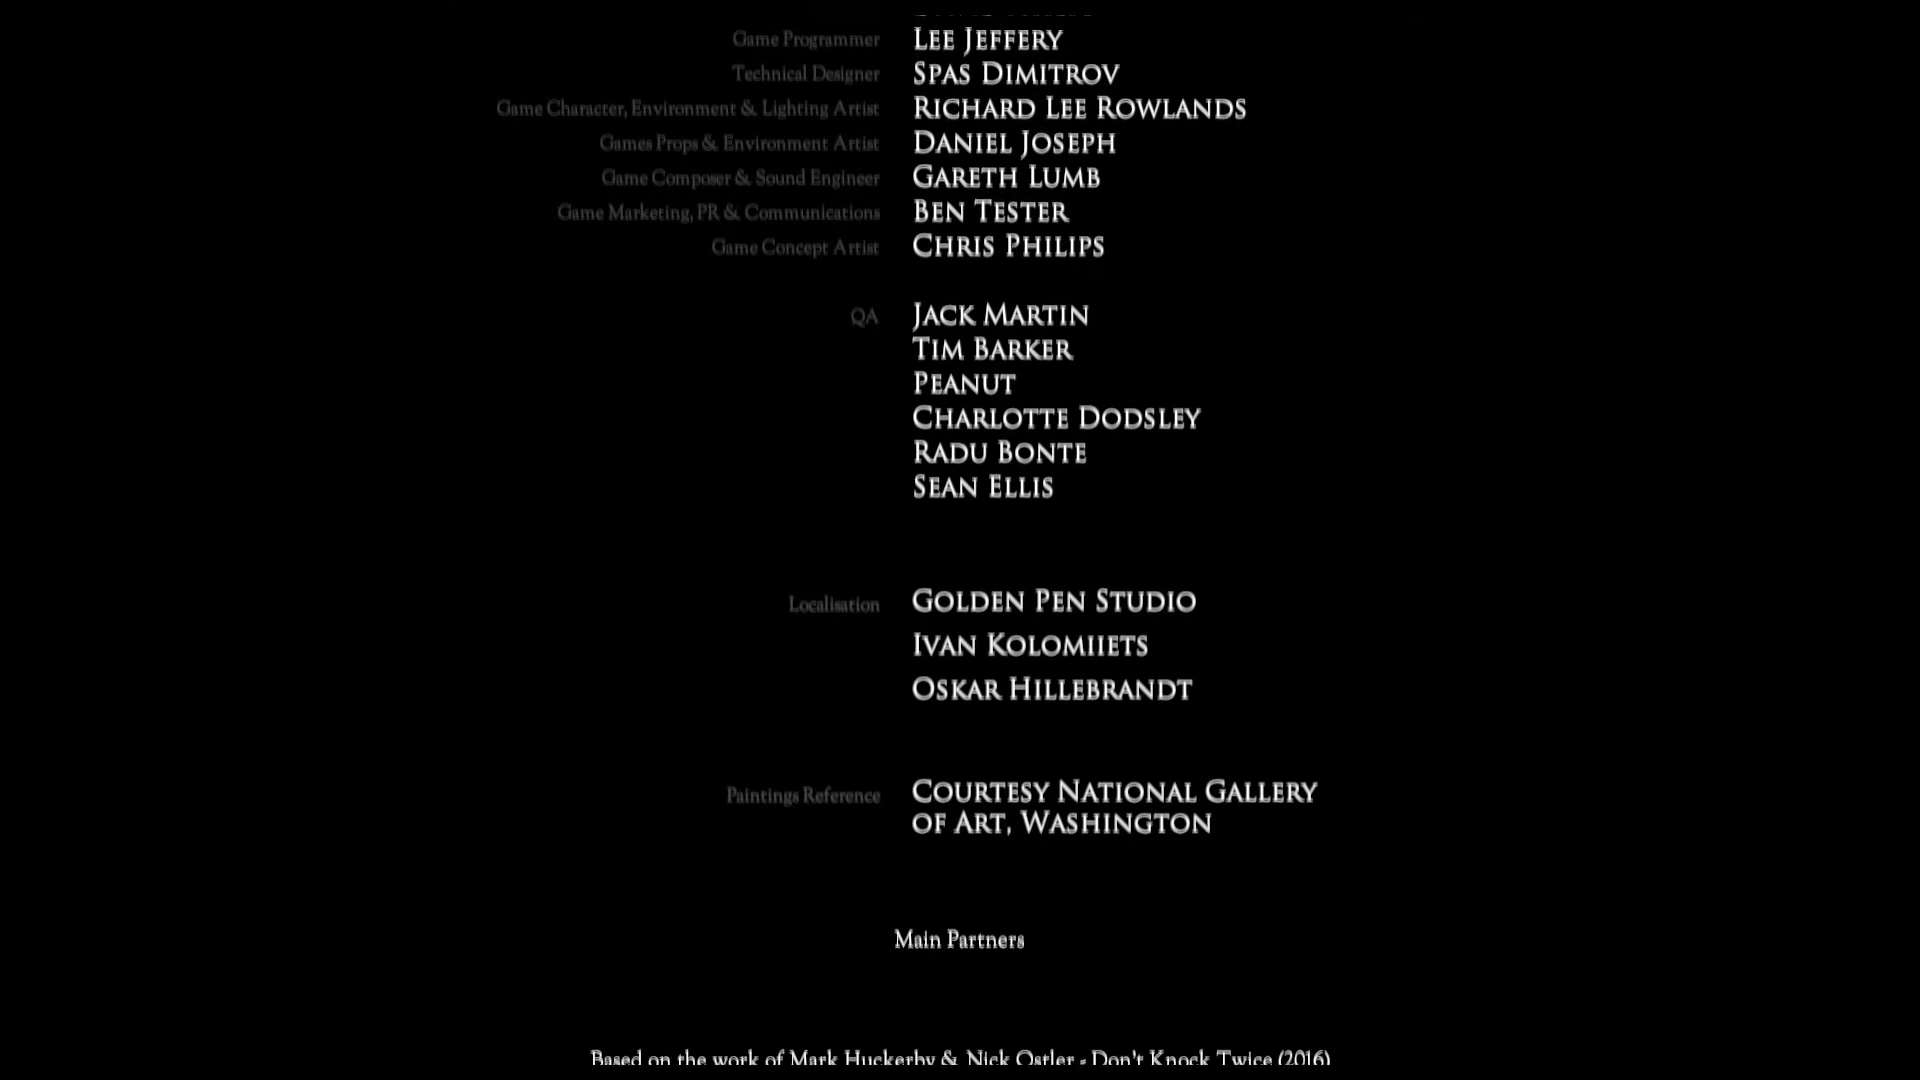 Game Programmer LEE JEFFERY
Technical Designer SPAS DIMITROV
Game Character, Environment & Lighting Artist RICHARD LEE ROWLANDS
Games Props & Environment Artist DANIEL JOSEPH
Game Composer & Sound Engineer GARETH LUMB
Game Marketing, PR & Communications BEN TESTER
Game Concept Artist CHRIS PHILIPS
QA JACK MARTIN
TIM BARKER
PEANUT
CHARLOTTE DODSLEY
RADU BONTE
SEAN ELLIS
Localisation GOLDEN PEN STUDIO
IVAN KOLOMIIETS
OSKAR HILLEBRANDT
Paintings Reference COURTESY NATIONAL GALLERY
OF ART, WASHINGTON
Main Partners
Based on the work of Mark Huckerby & Nick Ostler - Don't Knock Twice (2016)